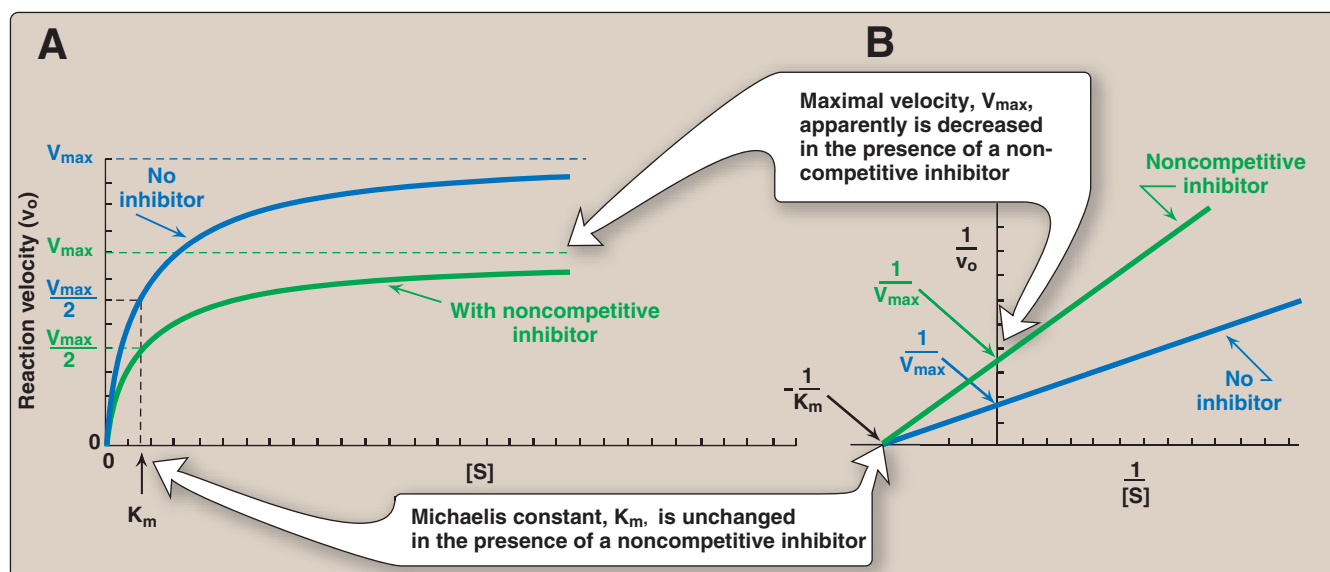 A
Reaction velocity (vₒ)
Vₘₐₓ
No
inhibitor
Vₘₐₓ
Vₘₐₓ
2
Vₘₐₓ
2
With noncompetitive
inhibitor
0
0
[S]
Kₘ
Maximal velocity, Vₘₐₓ,
apparently is decreased
in the presence of a non-
competitive inhibitor
Michaelis constant, Kₘ, is unchanged
in the presence of a noncompetitive inhibitor
B
Noncompetitive
inhibitor
1
vₒ
1
Vₘₐₓ
1
Vₘₐₓ
- 1
Kₘ
No
inhibitor
1
[S]